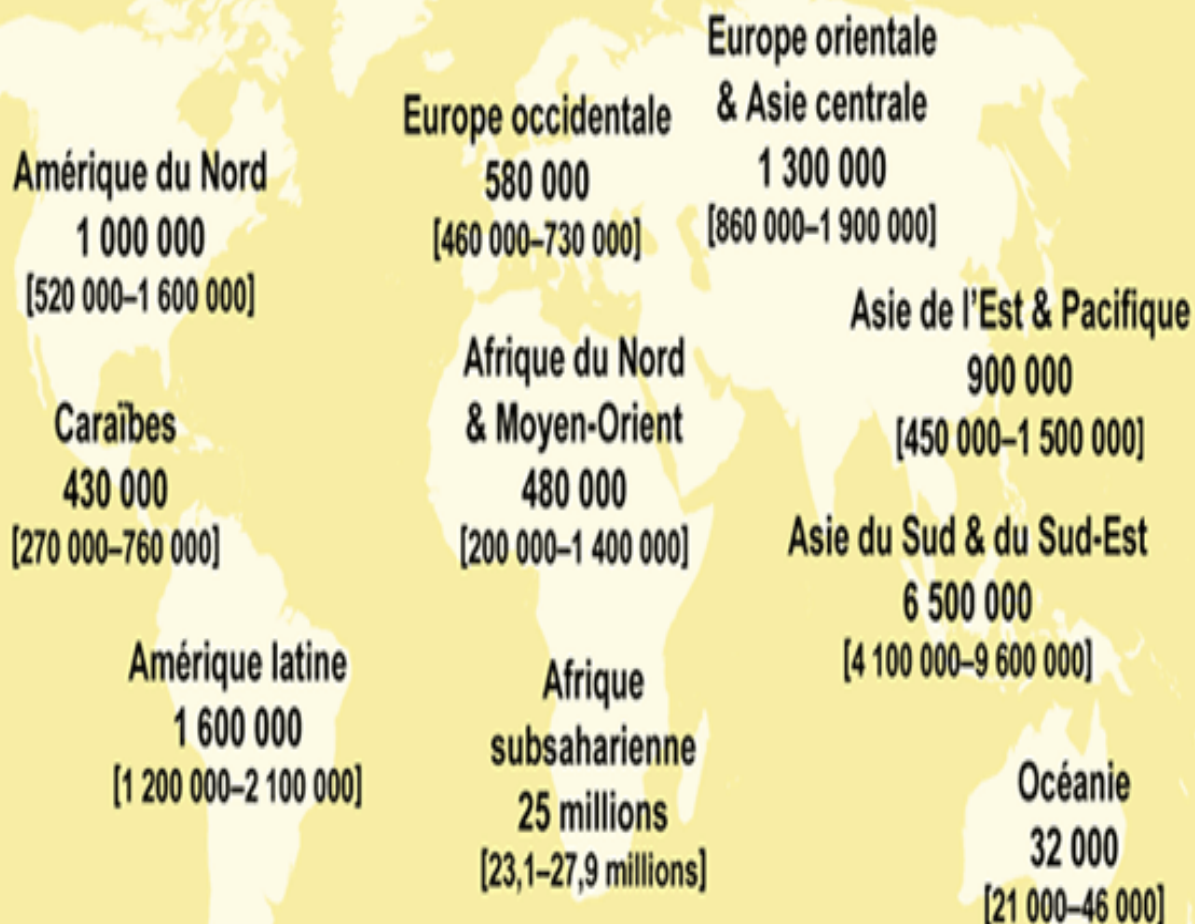 Europe orientale
& Asie centrale
1 300 000
[860 000–1 900 000]
Europe occidentale
580 000
[460 000–730 000]
Amérique du Nord
1 000 000
[520 000–1 600 000]
Asie de l’Est & Pacifique
900 000
[450 000–1 500 000]
Afrique du Nord
& Moyen-Orient
480 000
[200 000–1 400 000]
Caraïbes
430 000
[270 000–760 000]
Asie du Sud & du Sud-Est
6 500 000
[4 100 000–9 600 000]
Amérique latine
1 600 000
[1 200 000–2 100 000]
Afrique
subsaharienne
25 millions
[23,1–27,9 millions]
Océanie
32 000
[21 000–46 000]